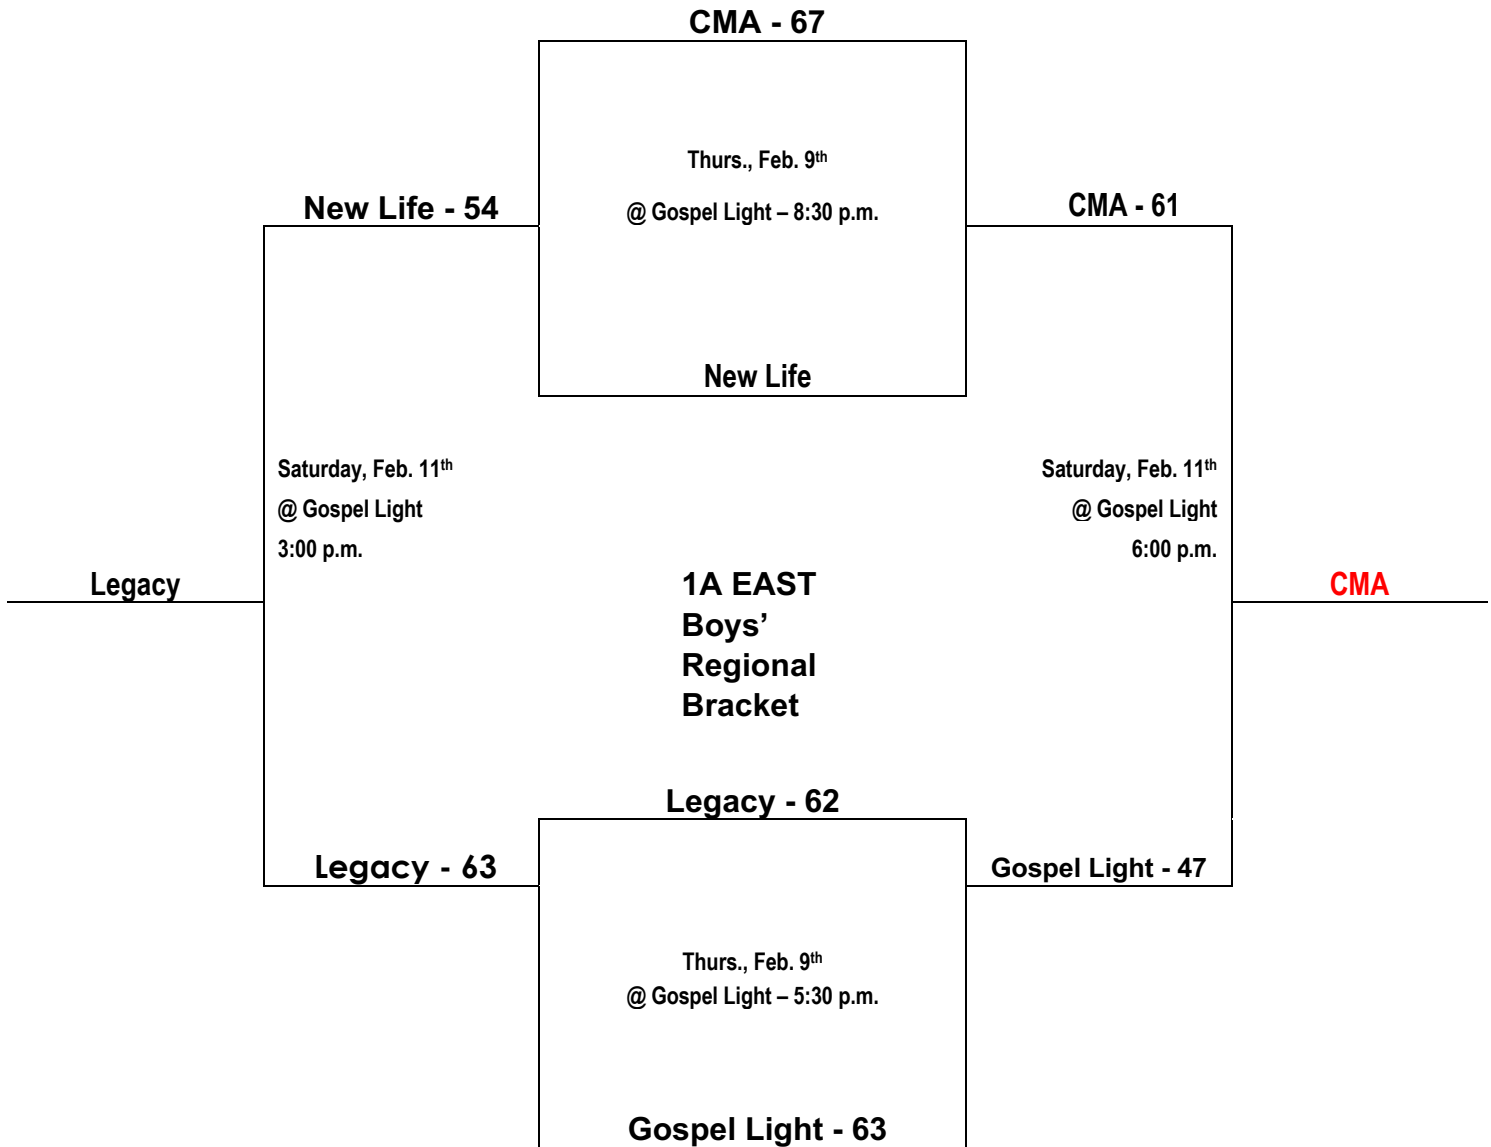 CMA - 67
Thurs., Feb. 9th
New Life - 54
@ Gospel Light – 8:30 p.m.
CMA - 61
New Life
Saturday, Feb. 11th
@ Gospel Light
3:00 p.m.
Saturday, Feb. 11th
@ Gospel Light
6:00 p.m.
Legacy
1A EAST
Boys’
Regional
Bracket
CMA
Legacy - 62
Legacy - 63
Gospel Light - 47
Thurs., Feb. 9th
@ Gospel Light – 5:30 p.m.
Gospel Light - 63